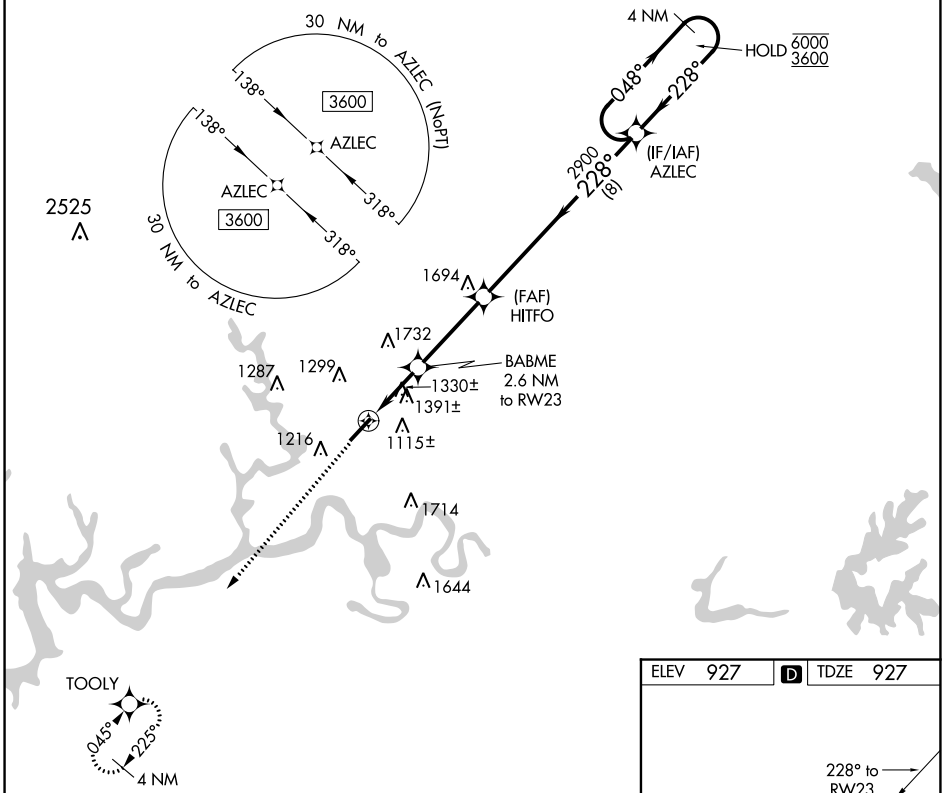 30 NM to AZLEC (NoPT)
138°
3600
AZLEC
318°
138°
AZLEC
3600
318°
30 NM to AZLEC
4 NM
HOLD 6000
3600
048°
228°
(IF/IAF)
AZLEC
2900
228°
(8)
2525
1694
(FAF)
HITFO
1732
BABME
2.6 NM
to RW23
1287
1299
1330±
1391±
1115±
1216
1714
1644
TOOLY
045°
225°
4 NM
ELEV 927 D TDZE 927
228° to
RW23